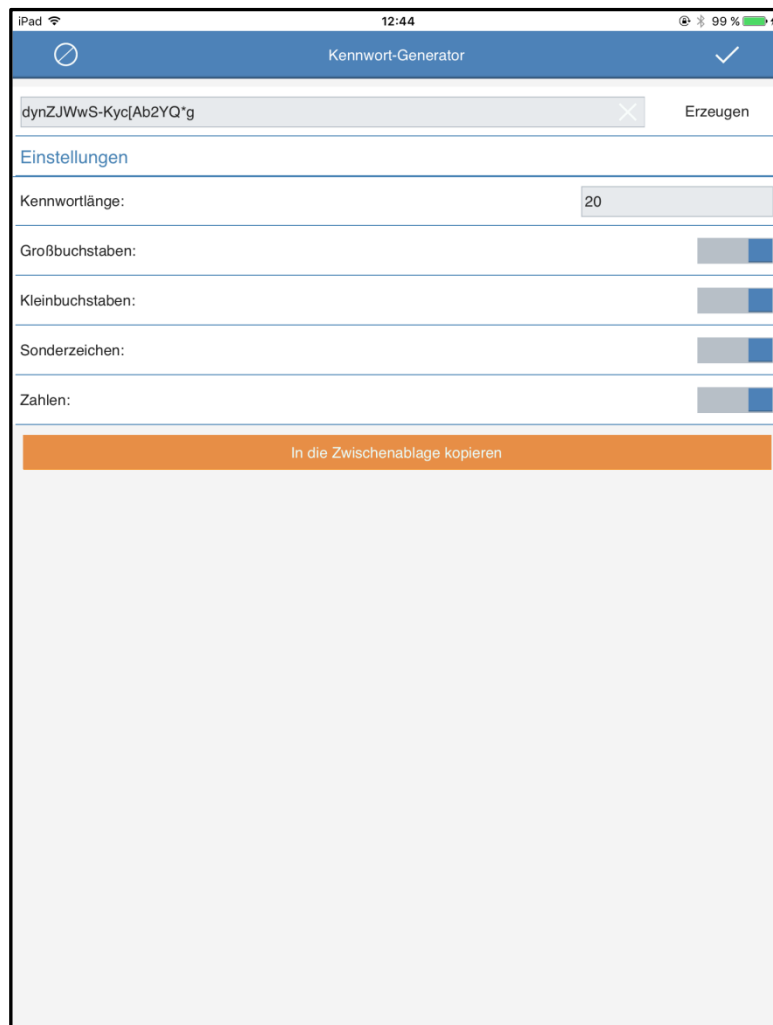 iPad 12:44 99 %
Kennwort-Generator
dynZJWwS-Kyc[Ab2YQ*g Erzeugen
Einstellungen
Kennwortlänge: 20
Großbuchstaben:
Kleinbuchstaben:
Sonderzeichen:
Zahlen:
In die Zwischenablage kopieren